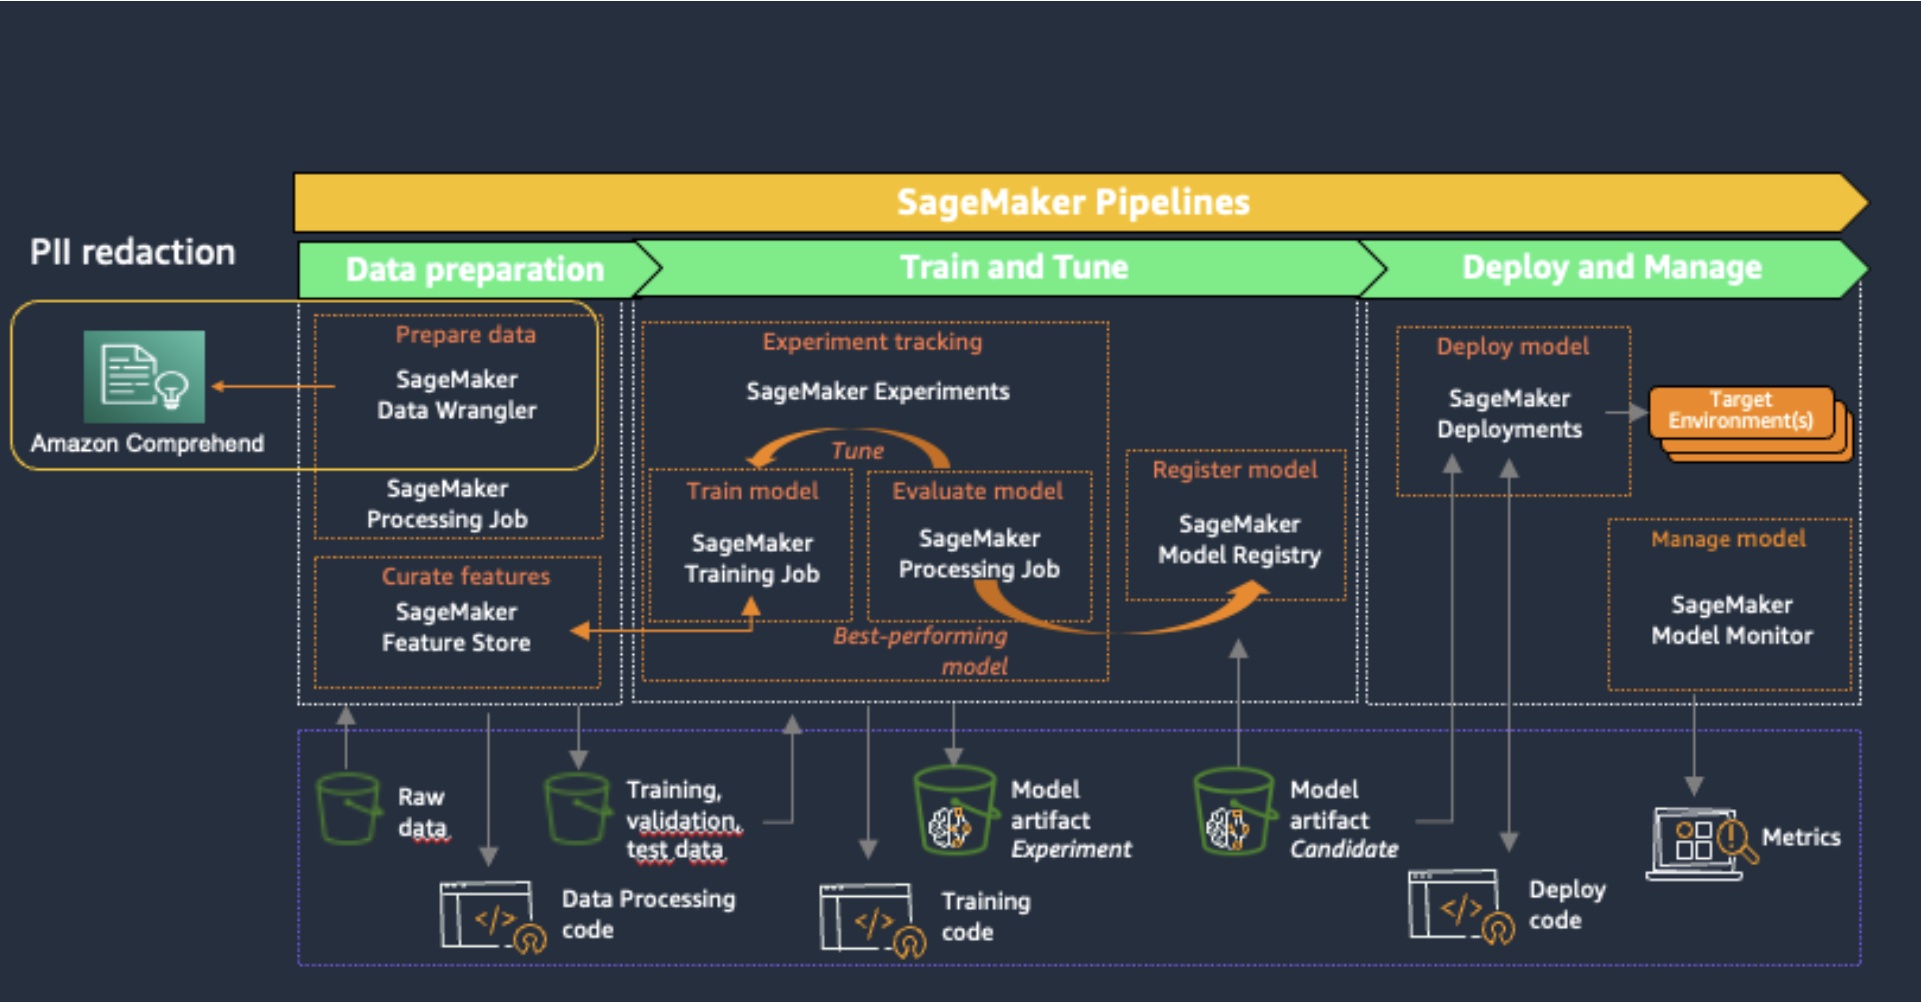 SageMaker Pipelines
PII redaction
Data preparation
Train and Tune
Deploy and Manage
Amazon Comprehend
Prepare data
SageMaker
Data Wrangler
SageMaker
Processing Job
Curate features
SageMaker
Feature Store
Experiment tracking
SageMaker Experiments
Tune
Train model
SageMaker
Training Job
Evaluate model
SageMaker
Processing Job
Best-performing
model
Register model
SageMaker
Model Registry
Deploy model
SageMaker
Deployments
Target
Environment(s)
Manage model
SageMaker
Model Monitor
Raw
data
Training,
validation,
test data
Model
artifact
Experiment
Model
artifact
Candidate
Metrics
Data Processing
code
Training
code
Deploy
code